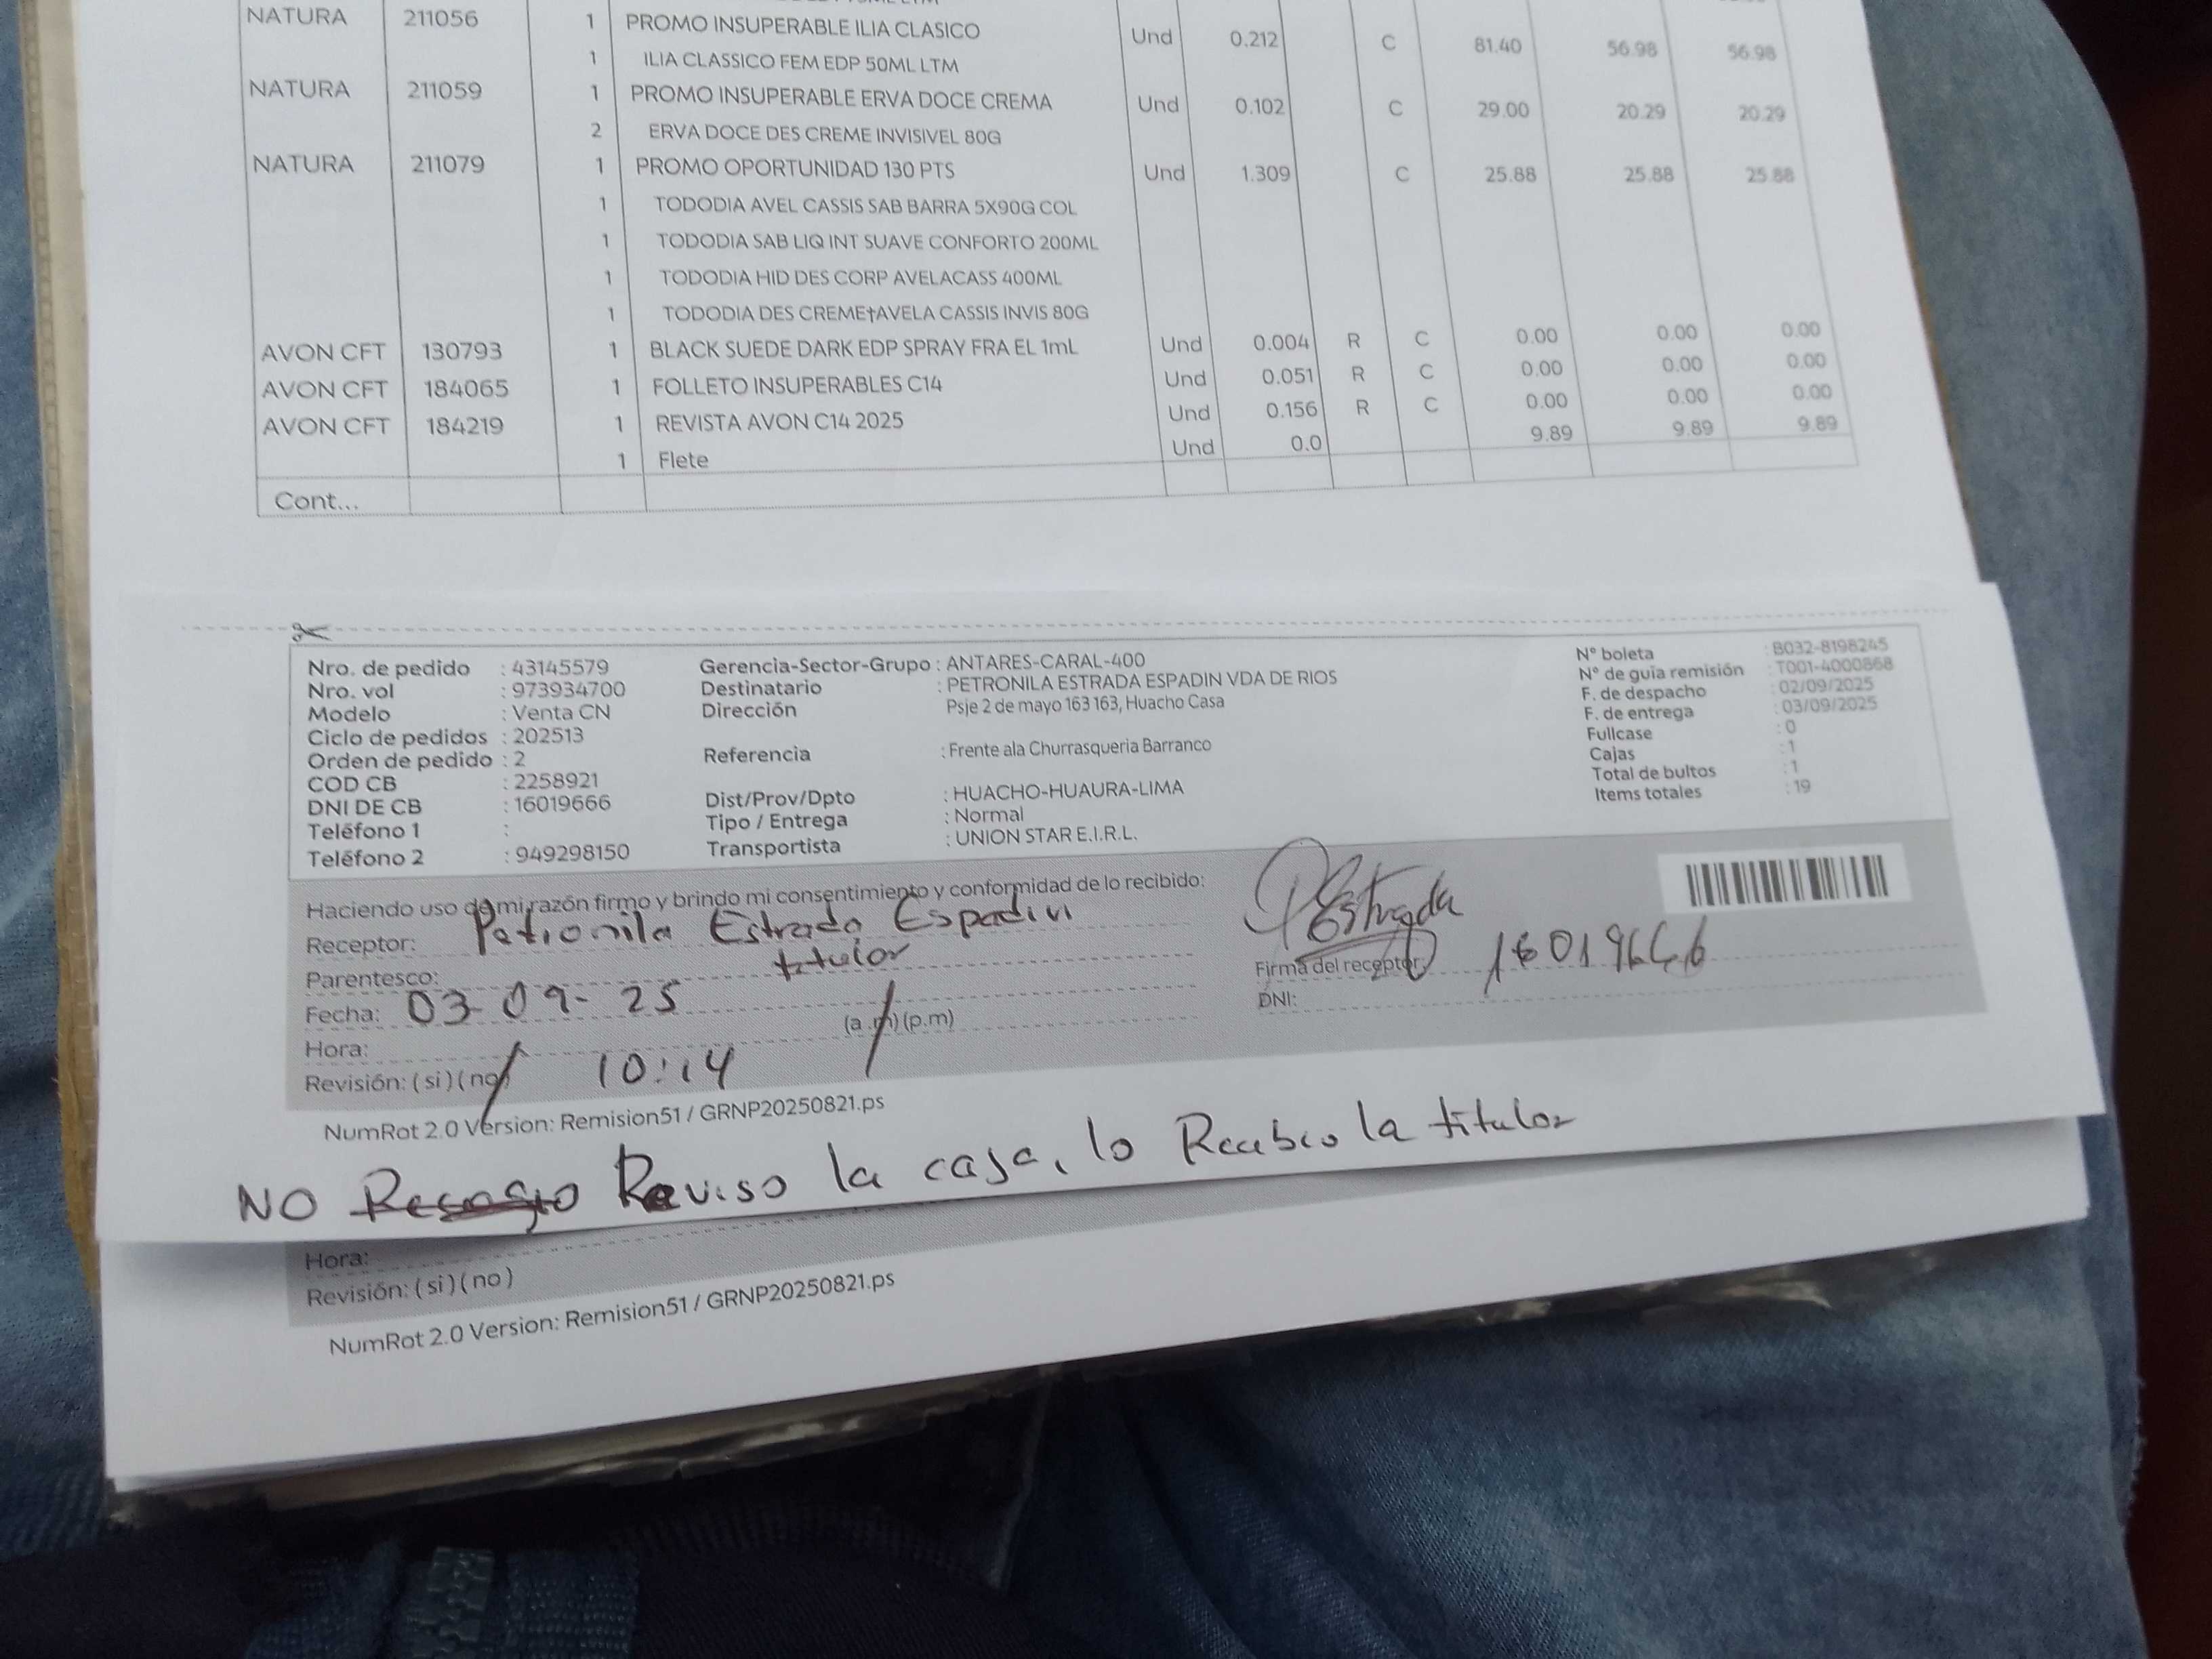 NATURA 211056 1 PROMO INSUPERABLE ILIA CLASICO Und 0.212 C 81.40 56.98 56.98
1 ILIA CLASSICO FEM EDP 50ML LTM
NATURA 211059 1 PROMO INSUPERABLE ERVA DOCE CREMA Und 0.102 C 29.00 20.29 20.29
2 ERVA DOCE DES CREME INVISIVEL 80G
NATURA 211079 1 PROMO OPORTUNIDAD 130 PTS Und 1.309 C 25.88 25.88 25.88
1 TODODIA AVEL CASSIS SAB BARRA 5X90G COL
1 TODODIA SAB LIQ INT SUAVE CONFORTO 200ML
1 TODODIA HID DES CORP AVELACASS 400ML
1 TODODIA DES CREME†AVELA CASSIS INVIS 80G
AVON CFT 130793 1 BLACK SUEDE DARK EDP SPRAY FRA EL 1mL Und 0.004 R C 0.00 0.00 0.00
AVON CFT 184065 1 FOLLETO INSUPERABLES C14 Und 0.051 R C 0.00 0.00 0.00
AVON CFT 184219 1 REVISTA AVON C14 2025 Und 0.156 R C 0.00 0.00 0.00
1 Flete Und 0.0 9.89 9.89 9.89
Cont...
Nro. de pedido : 43145579 Gerencia-Sector-Grupo : ANTARES-CARAL-400 N° boleta : B032-8198245
Nro. vol : 973934700 Destinatario : PETRONILA ESTRADA ESPADIN VDA DE RIOS N° de guía remisión : T001-4000868
Modelo : Venta CN Dirección Psje 2 de mayo 163 163, Huacho Casa F. de despacho : 02/09/2025
Ciclo de pedidos : 202513 F. de entrega : 03/09/2025
Orden de pedido : 2 Referencia : Frente ala Churrasqueria Barranco Fullcase : 0
COD CB : 2258921 Cajas : 1
DNI DE CB : 16019666 Dist/Prov/Dpto : HUACHO-HUAURA-LIMA Total de bultos : 1
Teléfono 1 : Tipo / Entrega : Normal Items totales : 19
Teléfono 2 : 949298150 Transportista : UNION STAR E.I.R.L.
Haciendo uso de mi razón firmo y brindo mi consentimiento y conformidad de lo recibido:
Receptor: Petronila Estrada Espadin PEstrada
Parentesco: titular Firma del receptor
Fecha: 03-09-25 DNI: 16019666
Hora: (a.m)(p.m)
Revisión: (si)(no) 10:14
NumRot 2.0 Version: Remision51 / GRNP20250821.ps
NO Reviso la caja, lo Recibio la titular
Hora:
Revisión: (si)(no)
NumRot 2.0 Version: Remision51 / GRNP20250821.ps